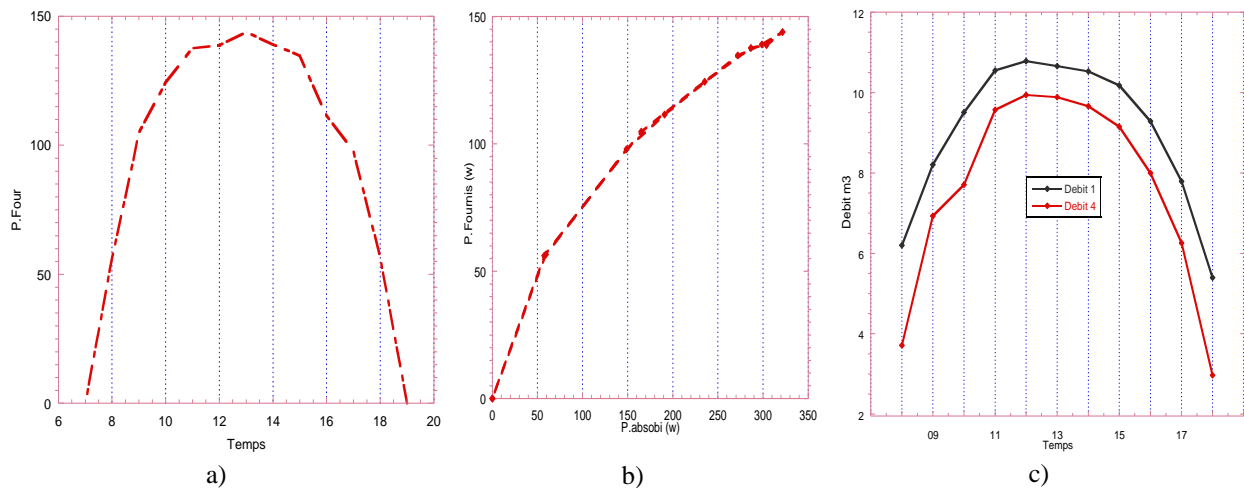 150
100
50
0
P.Four
6 8 10 12 14 16 18 20
Temps
a)
150
100
50
0
P. Fournis (w)
0 50 100 150 200 250 300 350
P.absobi (w)
b)
12
10
8
6
4
2
Debit m3
Debit 1
Debit 4
09 11 13 15 17
Temps
c)